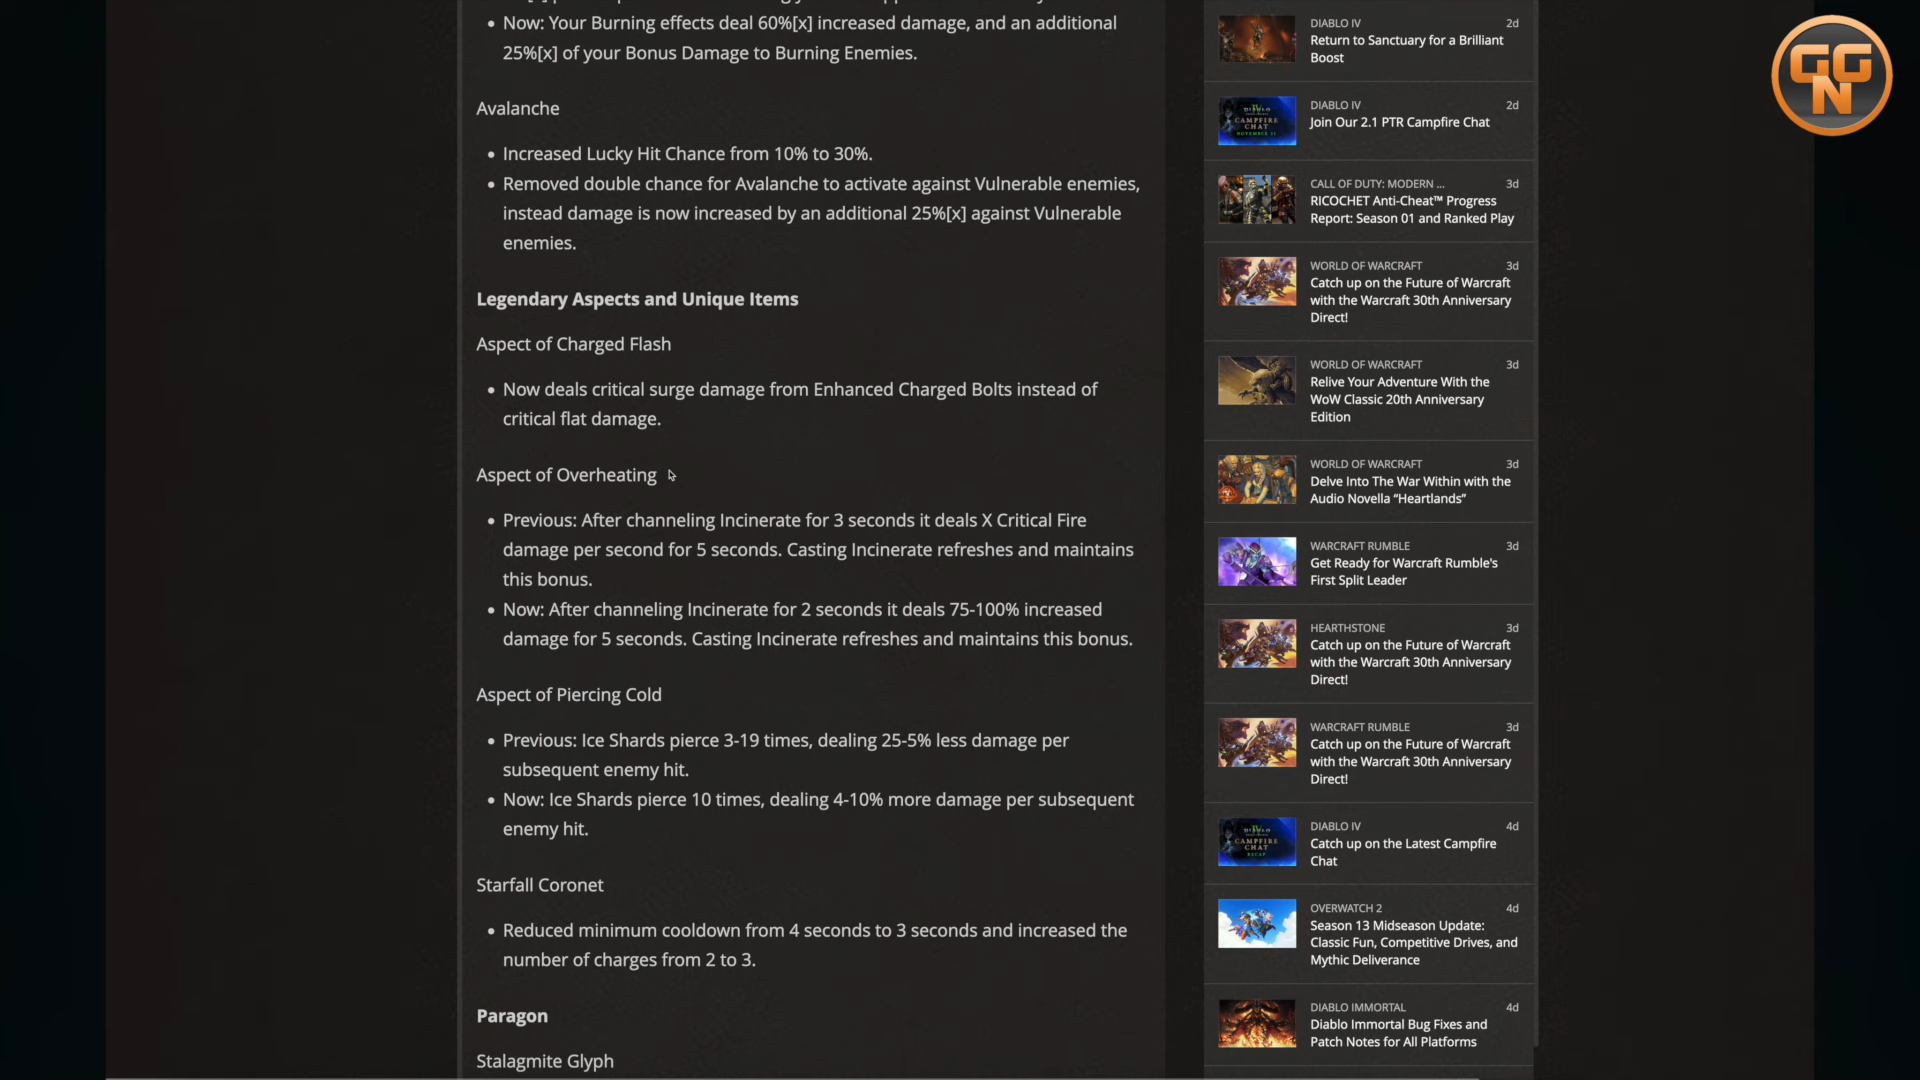 Now: Your Burning effects deal 60%[x] increased damage, and an additional
25%[x] of your Bonus Damage to Burning Enemies.
Avalanche
Increased Lucky Hit Chance from 10% to 30%.
Removed double chance for Avalanche to activate against Vulnerable enemies,
instead damage is now increased by an additional 25%[x] against Vulnerable
enemies.
Legendary Aspects and Unique Items
Aspect of Charged Flash
Now deals critical surge damage from Enhanced Charged Bolts instead of
critical flat damage.
Aspect of Overheating
Previous: After channeling Incinerate for 3 seconds it deals X Critical Fire
damage per second for 5 seconds. Casting Incinerate refreshes and maintains
this bonus.
Now: After channeling Incinerate for 2 seconds it deals 75-100% increased
damage for 5 seconds. Casting Incinerate refreshes and maintains this bonus.
Aspect of Piercing Cold
Previous: Ice Shards pierce 3-19 times, dealing 25-5% less damage per
subsequent enemy hit.
Now: Ice Shards pierce 10 times, dealing 4-10% more damage per subsequent
enemy hit.
Starfall Coronet
Reduced minimum cooldown from 4 seconds to 3 seconds and increased the
number of charges from 2 to 3.
Paragon
Stalagmite Glyph
DIABLO IV 2d
Return to Sanctuary for a Brilliant
Boost
DIABLO IV 2d
Join Our 2.1 PTR Campfire Chat
CALL OF DUTY: MODERN ... 3d
RICOCHET Anti-Cheat™ Progress
Report: Season 01 and Ranked Play
WORLD OF WARCRAFT 3d
Catch up on the Future of Warcraft
with the Warcraft 30th Anniversary
Direct!
WORLD OF WARCRAFT 3d
Relive Your Adventure With the
WoW Classic 20th Anniversary
Edition
WORLD OF WARCRAFT 3d
Delve Into The War Within with the
Audio Novella “Heartlands”
WARCRAFT RUMBLE 3d
Get Ready for Warcraft Rumble's
First Split Leader
HEARTHSTONE 3d
Catch up on the Future of Warcraft
with the Warcraft 30th Anniversary
Direct!
WARCRAFT RUMBLE 3d
Catch up on the Future of Warcraft
with the Warcraft 30th Anniversary
Direct!
DIABLO IV 4d
Catch up on the Latest Campfire
Chat
OVERWATCH 2 4d
Season 13 Midseason Update:
Classic Fun, Competitive Drives, and
Mythic Deliverance
DIABLO IMMORTAL 4d
Diablo Immortal Bug Fixes and
Patch Notes for All Platforms
CAMPFIRE
CHAT
NOVEMBER 21
CAMPFIRE
CHAT
RECAP
GG
N